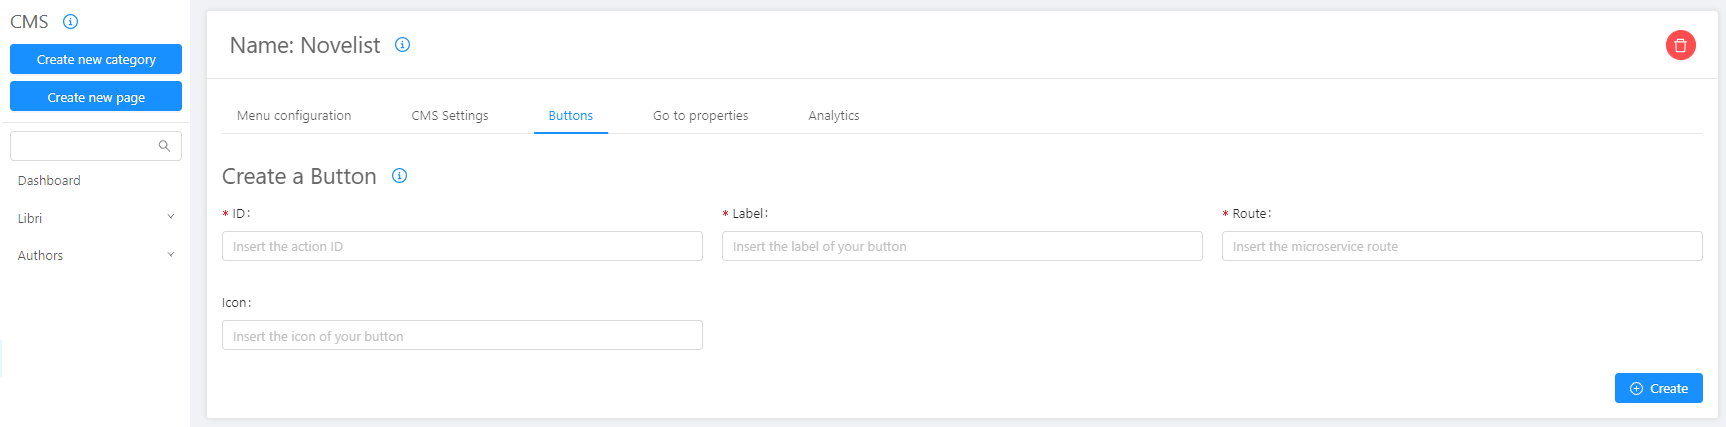 CMS
Create new category
Create new page
Dashboard
Libri
Authors
Name: Novelist
Menu configuration
CMS Settings
Buttons
Go to properties
Analytics
Create a Button
* ID:
* Label:
* Route:
Insert the action ID
Insert the label of your button
Insert the microservice route
Icon:
Insert the icon of your button
Create